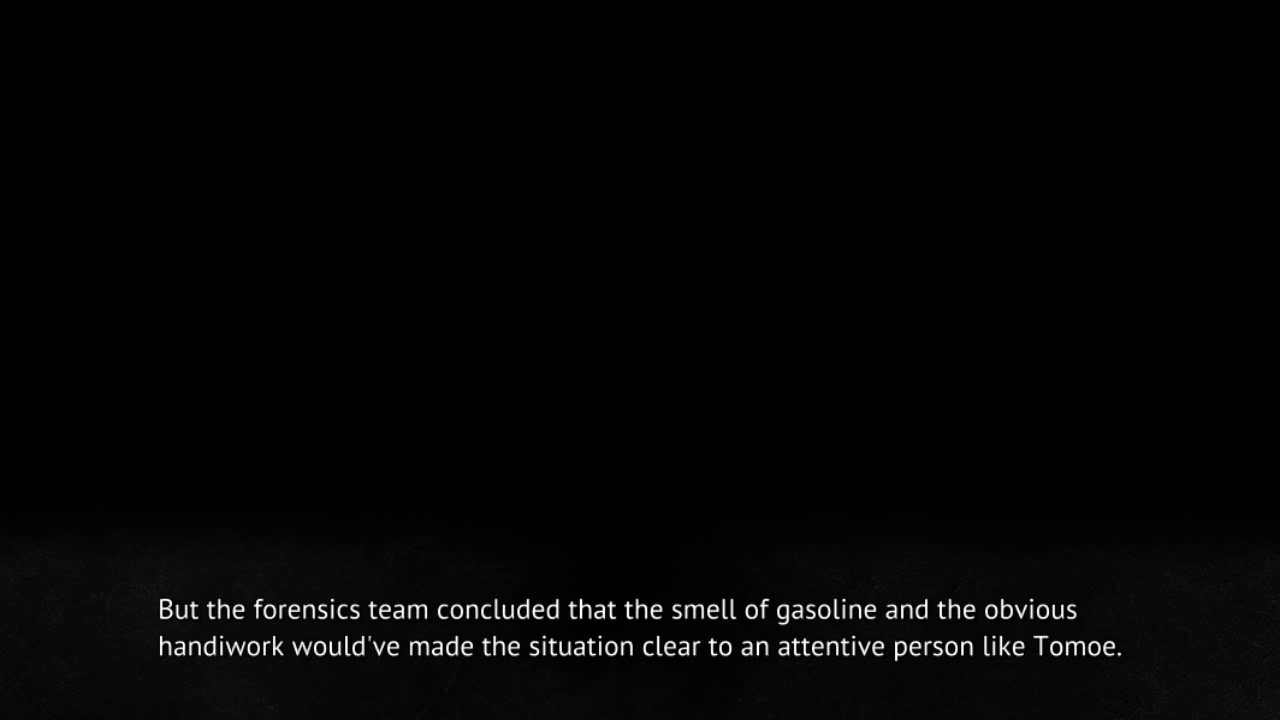 But the forensics team concluded that the smell of gasoline and the obvious
handiwork would've made the situation clear to an attentive person like Tomoe.